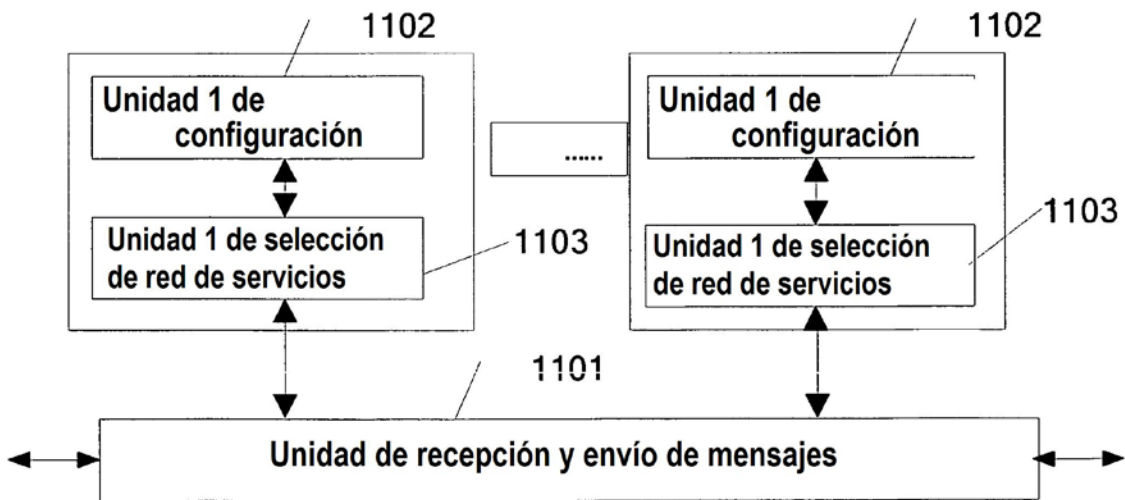 1102
1102
Unidad 1 de
configuración
Unidad 1 de
configuración
......
Unidad 1 de selección
de red de servicios
1103
Unidad 1 de selección
de red de servicios
1103
1101
Unidad de recepción y envío de mensajes